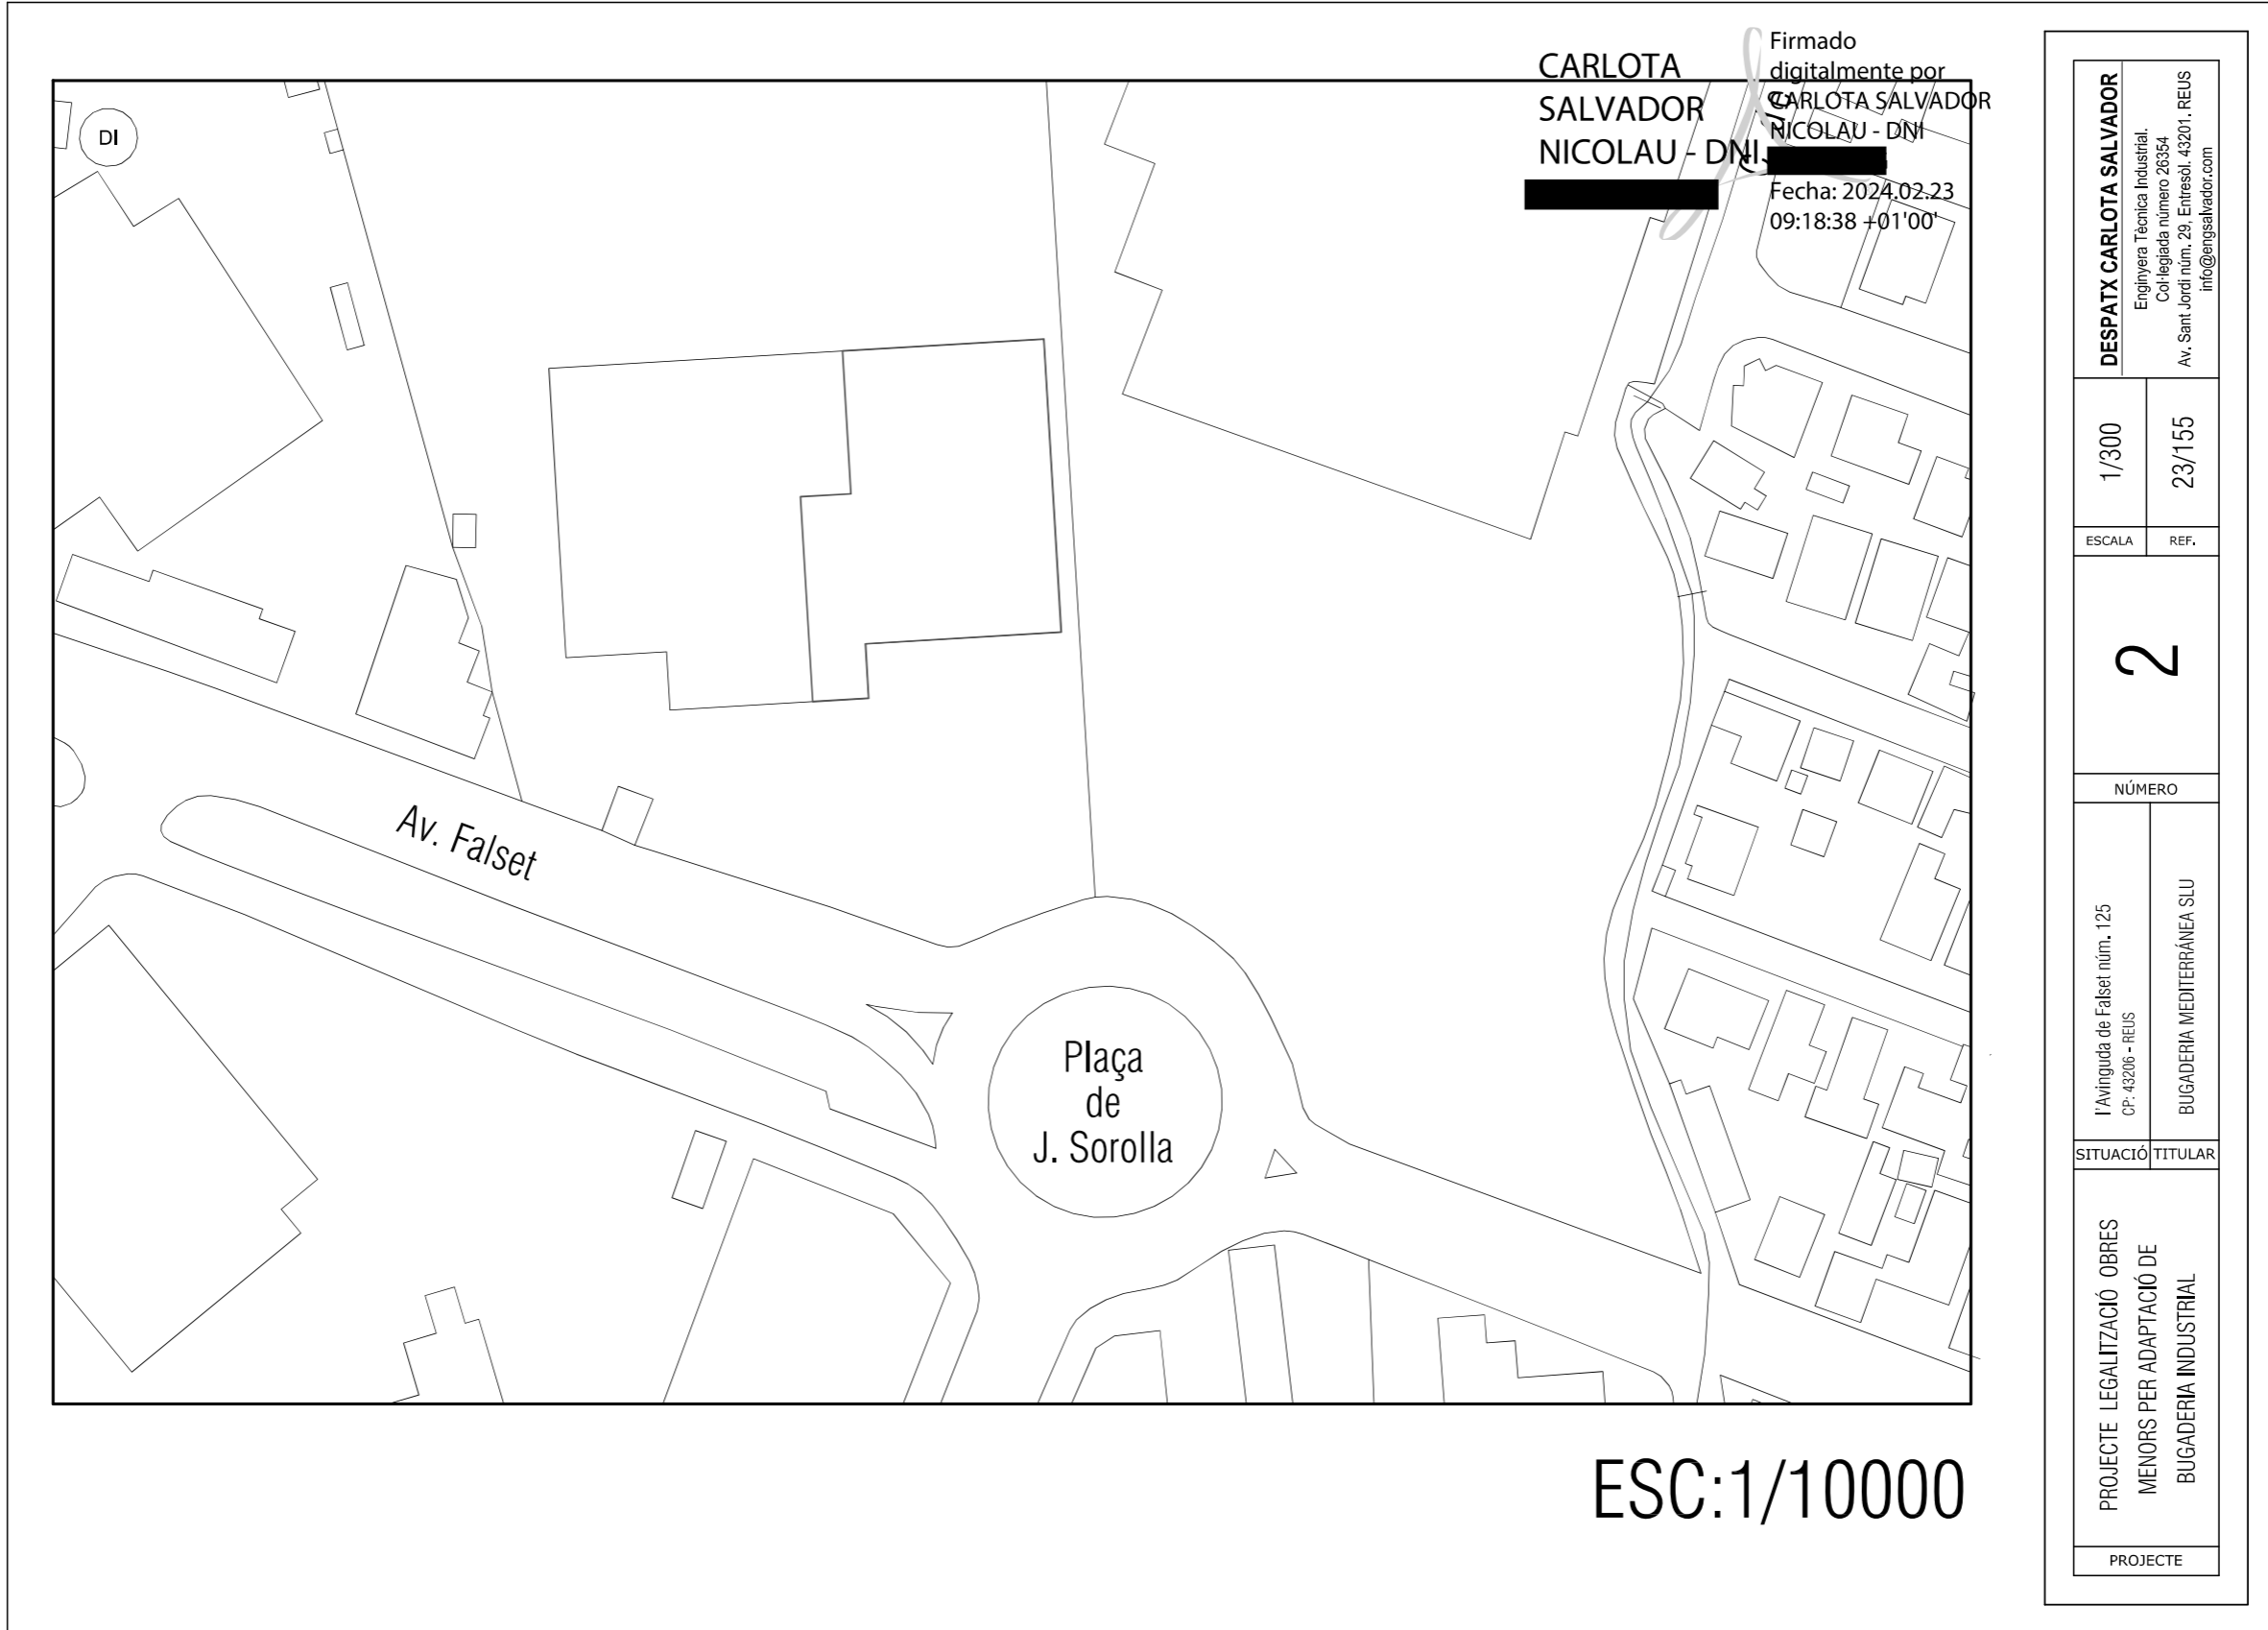 CARLOTA
SALVADOR
NICOLAU - DNI
Firmado
digitalmente por
CARLOTA SALVADOR
NICOLAU - DNI
Fecha: 2024.02.23
09:18:38 +01'00'
DI
Av. Falset
Plaça
de
J. Sorolla
ESC:1/10000
DESPATX CARLOTA SALVADOR
Enginyera Tècnica Industrial.
Col·legiada número 26354
Av. Sant Jordi núm. 29, Entresòl. 43201. REUS
info@engsalvador.com
1/300
23/155
ESCALA
REF.
2
NÚMERO
l'Avinguda de Falset núm. 125
CP: 43206 - REUS
BUGADERIA MEDITERRÁNEA SLU
SITUACIÓ
TITULAR
PROJECTE LEGALITZACIÓ OBRES
MENORS PER ADAPTACIÓ DE
BUGADERIA INDUSTRIAL
PROJECTE